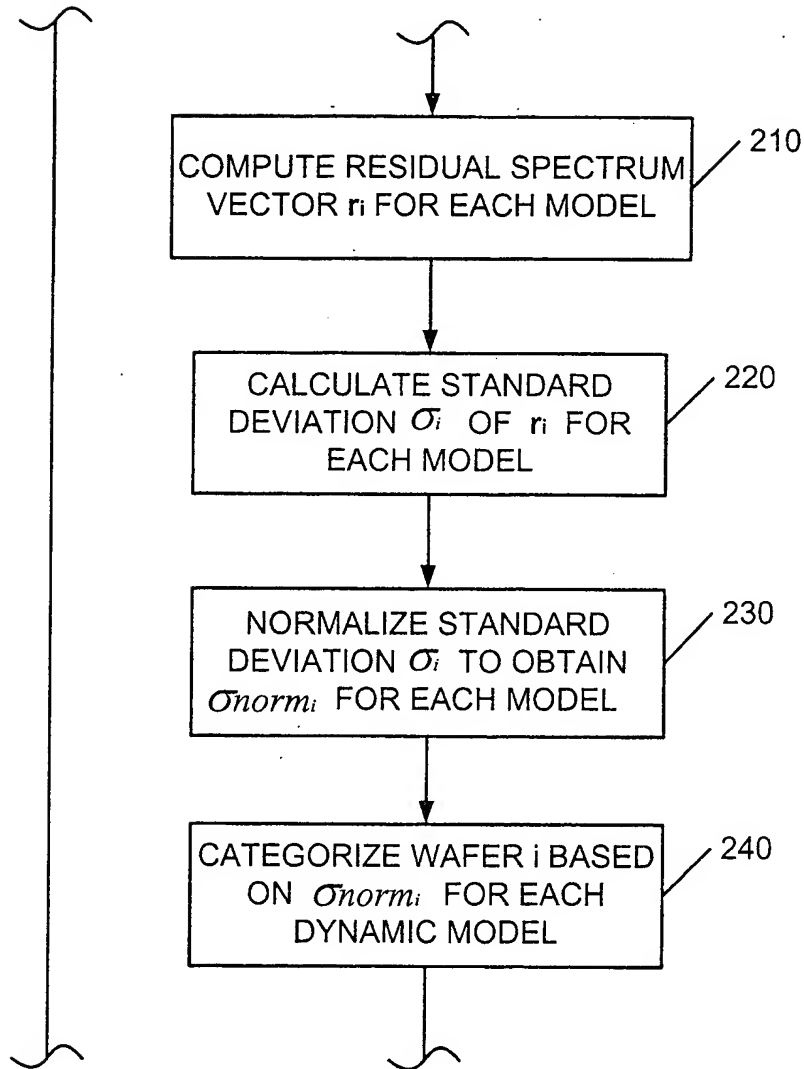 COMPUTE RESIDUAL SPECTRUM
VECTOR ri FOR EACH MODEL
210
CALCULATE STANDARD
DEVIATION σi OF ri FOR
EACH MODEL
220
NORMALIZE STANDARD
DEVIATION σi TO OBTAIN
σnormi FOR EACH MODEL
230
CATEGORIZE WAFER i BASED
ON σnormi FOR EACH
DYNAMIC MODEL
240